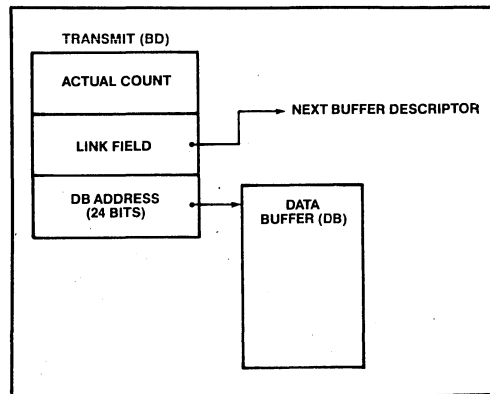 TRANSMIT (BD)
ACTUAL COUNT
LINK FIELD
NEXT BUFFER DESCRIPTOR
DB ADDRESS
(24 BITS)
DATA
BUFFER (DB)